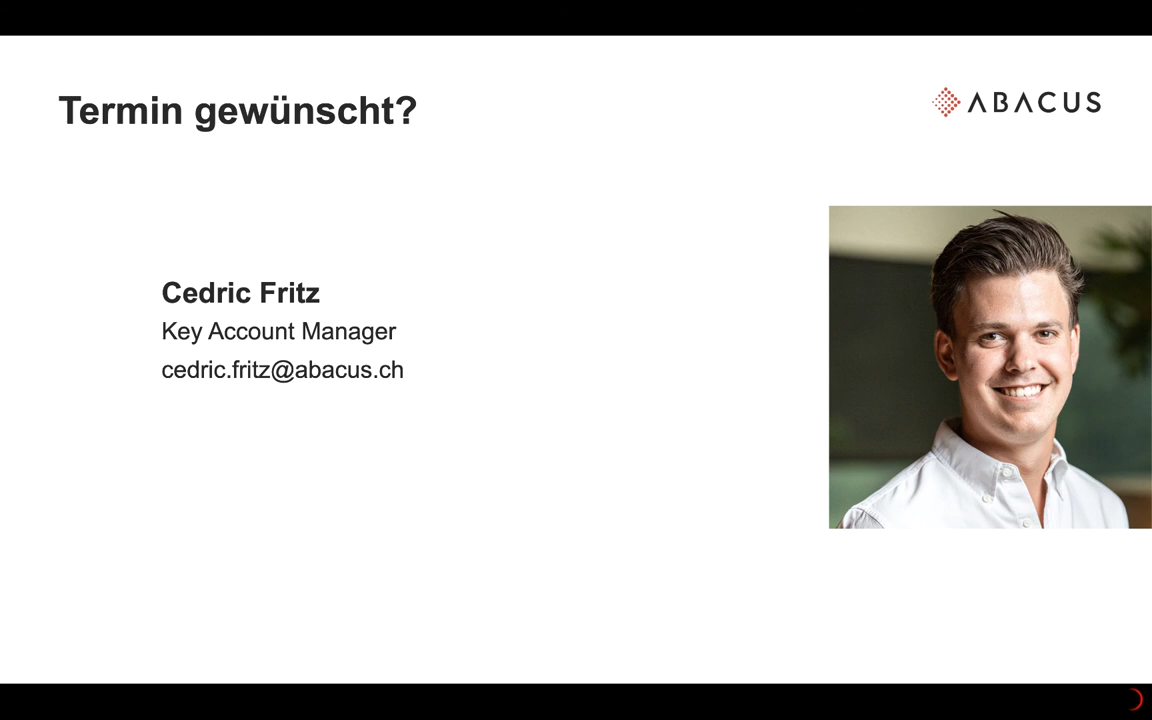 Termin gewünscht?
ABACUS
Cedric Fritz
Key Account Manager
cedric.fritz@abacus.ch